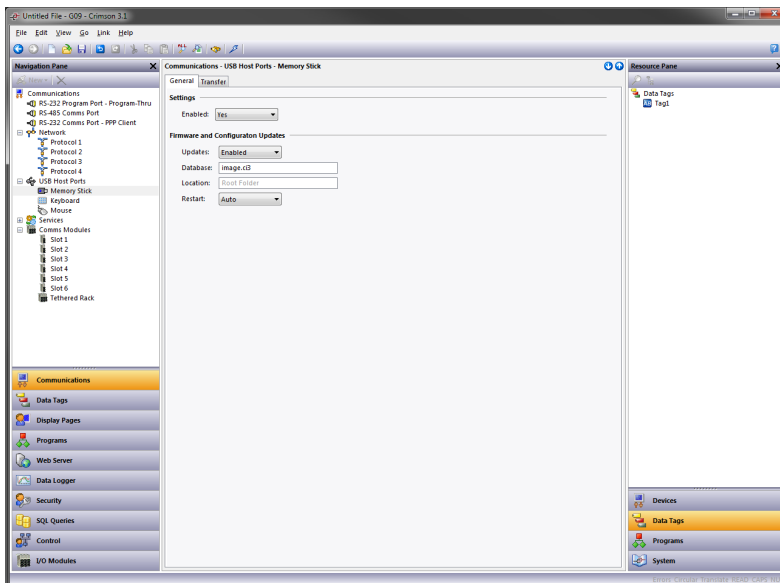 Untitled File - G09 - Crimson 3.1
File Edit View Go Link Help
Navigation Pane
Communications
RS-232 Program Port - Program-Thru
RS-485 Comms Port
RS-232 Comms Port - PPP Client
Network
Protocol 1
Protocol 2
Protocol 3
Protocol 4
USB Host Ports
Memory Stick
Keyboard
Mouse
Services
Comms Modules
Slot 1
Slot 2
Slot 3
Slot 4
Slot 5
Slot 6
Tethered Rack
Communications
Data Tags
Display Pages
Programs
Web Server
Data Logger
Security
SQL Queries
Control
I/O Modules
Communications - USB Host Ports - Memory Stick
General Transfer
Settings
Enabled: Yes
Firmware and Configuraton Updates
Updates: Enabled
Database: image.ci3
Location: Root Folder
Restart: Auto
Resource Pane
Data Tags
Tag1
Devices
Data Tags
Programs
System
Errors Circular Translate READ CAPS